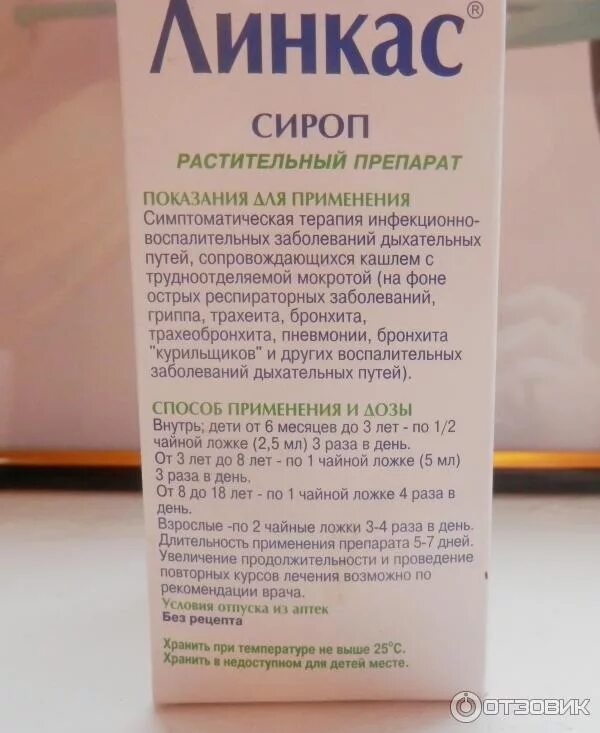 Линкас®
СИРОП
РАСТИТЕЛЬНЫЙ ПРЕПАРАТ
ПОКАЗАНИЯ ДЛЯ ПРИМЕНЕНИЯ
Симптоматическая терапия инфекционно-
воспалительных заболеваний дыхательных
путей, сопровождающихся кашлем с
трудноотделяемой мокротой (на фоне
острых респираторных заболеваний,
гриппа, трахеита, бронхита,
трахеобронхита, пневмонии, бронхита
"курильщиков" и других воспалительных
заболеваний дыхательных путей).
СПОСОБ ПРИМЕНЕНИЯ И ДОЗЫ
Внутрь; дети от 6 месяцев до 3 лет - по 1/2
чайной ложке (2,5 мл) 3 раза в день.
От 3 лет до 8 лет - по 1 чайной ложке (5 мл)
3 раза в день.
От 8 до 18 лет - по 1 чайной ложке 4 раза в
день.
Взрослые -по 2 чайные ложки 3-4 раза в день.
Длительность применения препарата 5-7 дней.
Увеличение продолжительности и проведение
повторных курсов лечения возможно по
рекомендации врача.
Условия отпуска из аптек
Без рецепта
Хранить при температуре не выше 25°С.
Хранить в недоступном для детей месте.
ОТЗОВИК